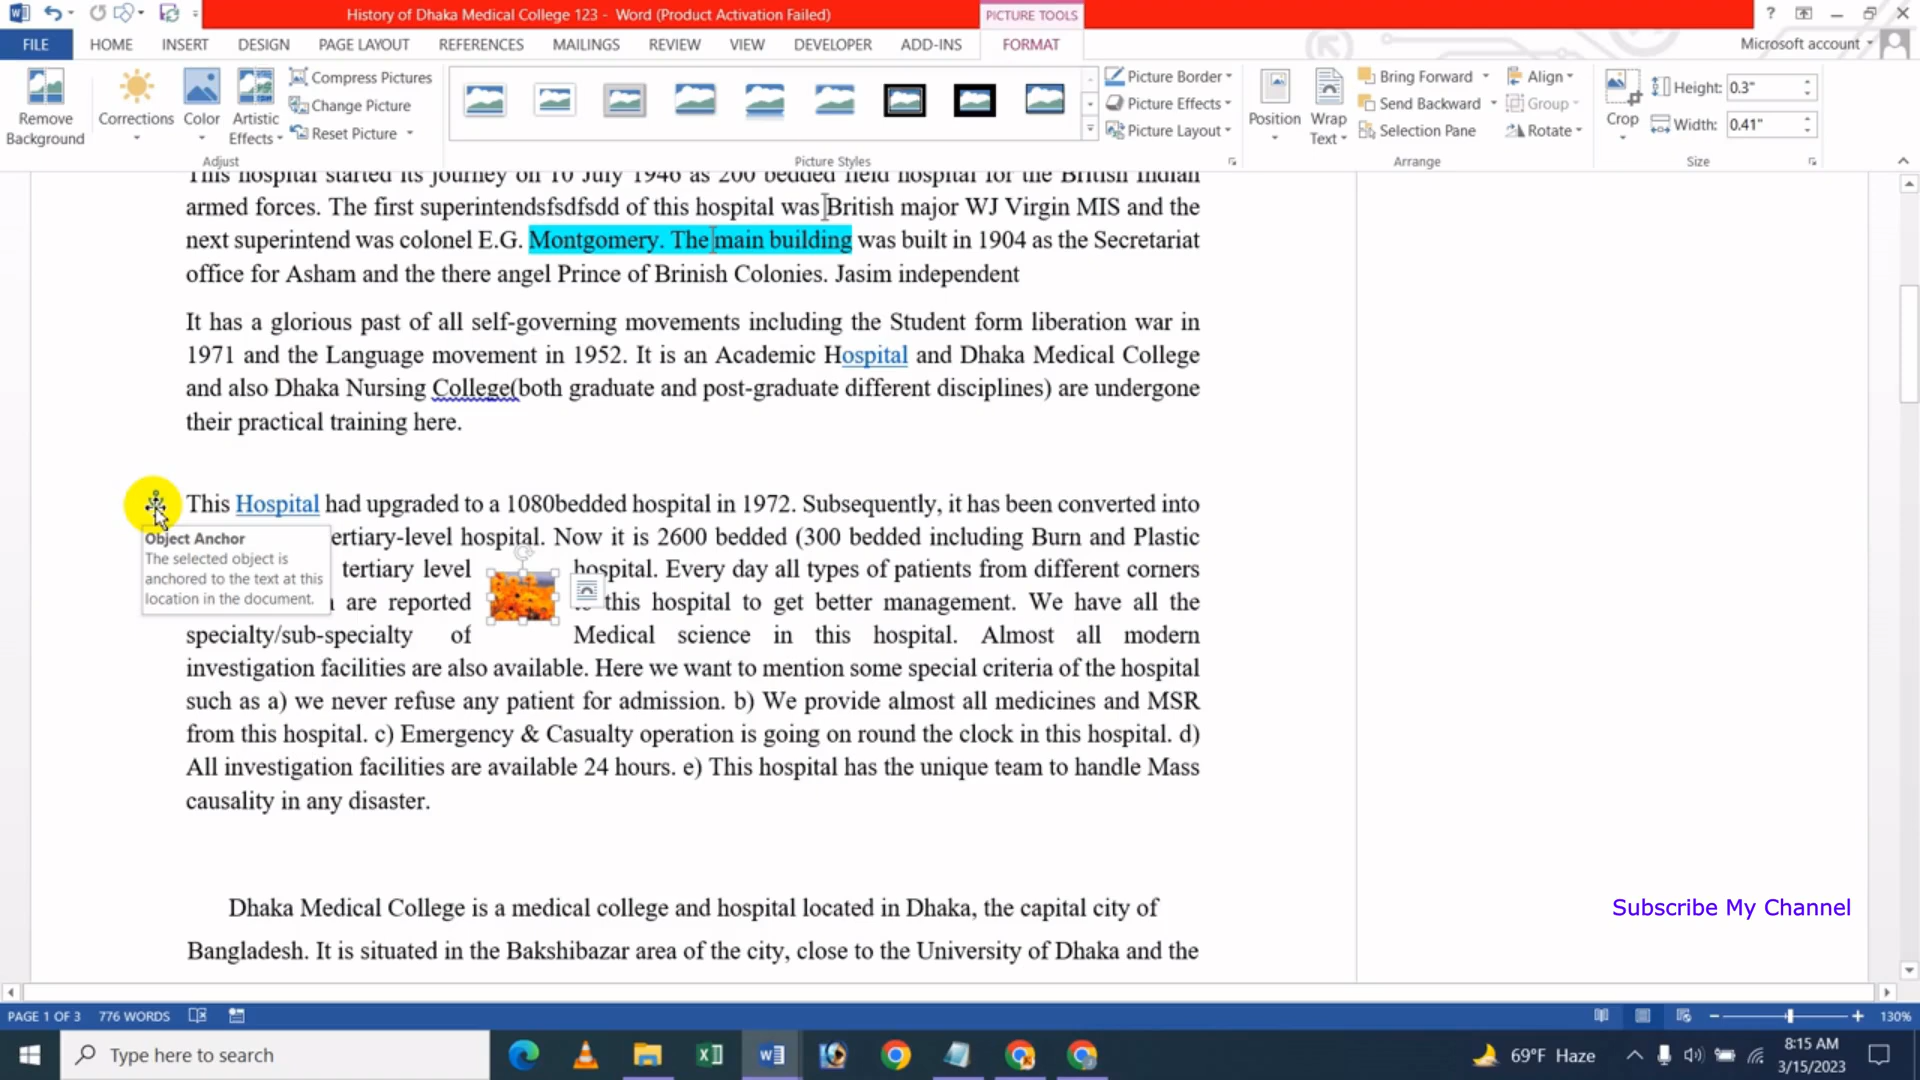 History of Dhaka Medical College 123 - Word (Product Activation Failed)
PICTURE TOOLS
?
FILE HOME INSERT DESIGN PAGE LAYOUT REFERENCES MAILINGS REVIEW VIEW DEVELOPER ADD-INS FORMAT
Microsoft account
Remove Background
Corrections
Color
Artistic Effects
Compress Pictures
Change Picture
Reset Picture
Adjust
Picture Styles
Picture Border
Picture Effects
Picture Layout
Position
Wrap Text
Bring Forward
Send Backward
Selection Pane
Align
Group
Rotate
Arrange
Crop
Height: 0.3"
Width: 0.41"
Size
This hospital started its journey on 10 July 1946 as 200 bedded field hospital for the British Indian
armed forces. The first superintendsfsdfsdd of this hospital was British major WJ Virgin MIS and the
next superintend was colonel E.G. Montgomery. The main building was built in 1904 as the Secretariat
office for Asham and the there angel Prince of Brinish Colonies. Jasim independent
It has a glorious past of all self-governing movements including the Student form liberation war in
1971 and the Language movement in 1952. It is an Academic Hospital and Dhaka Medical College
and also Dhaka Nursing College(both graduate and post-graduate different disciplines) are undergone
their practical training here.
This Hospital had upgraded to a 1080bedded hospital in 1972. Subsequently, it has been converted into
ertiary-level hospital. Now it is 2600 bedded (300 bedded including Burn and Plastic
tertiary level hospital. Every day all types of patients from different corners
are reported this hospital to get better management. We have all the
specialty/sub-specialty of Medical science in this hospital. Almost all modern
investigation facilities are also available. Here we want to mention some special criteria of the hospital
such as a) we never refuse any patient for admission. b) We provide almost all medicines and MSR
from this hospital. c) Emergency & Casualty operation is going on round the clock in this hospital. d)
All investigation facilities are available 24 hours. e) This hospital has the unique team to handle Mass
causality in any disaster.
Object Anchor
The selected object is
anchored to the text at this
location in the document.
Dhaka Medical College is a medical college and hospital located in Dhaka, the capital city of
Bangladesh. It is situated in the Bakshibazar area of the city, close to the University of Dhaka and the
Subscribe My Channel
PAGE 1 OF 3 776 WORDS
130%
Type here to search
69°F Haze
8:15 AM
3/15/2023